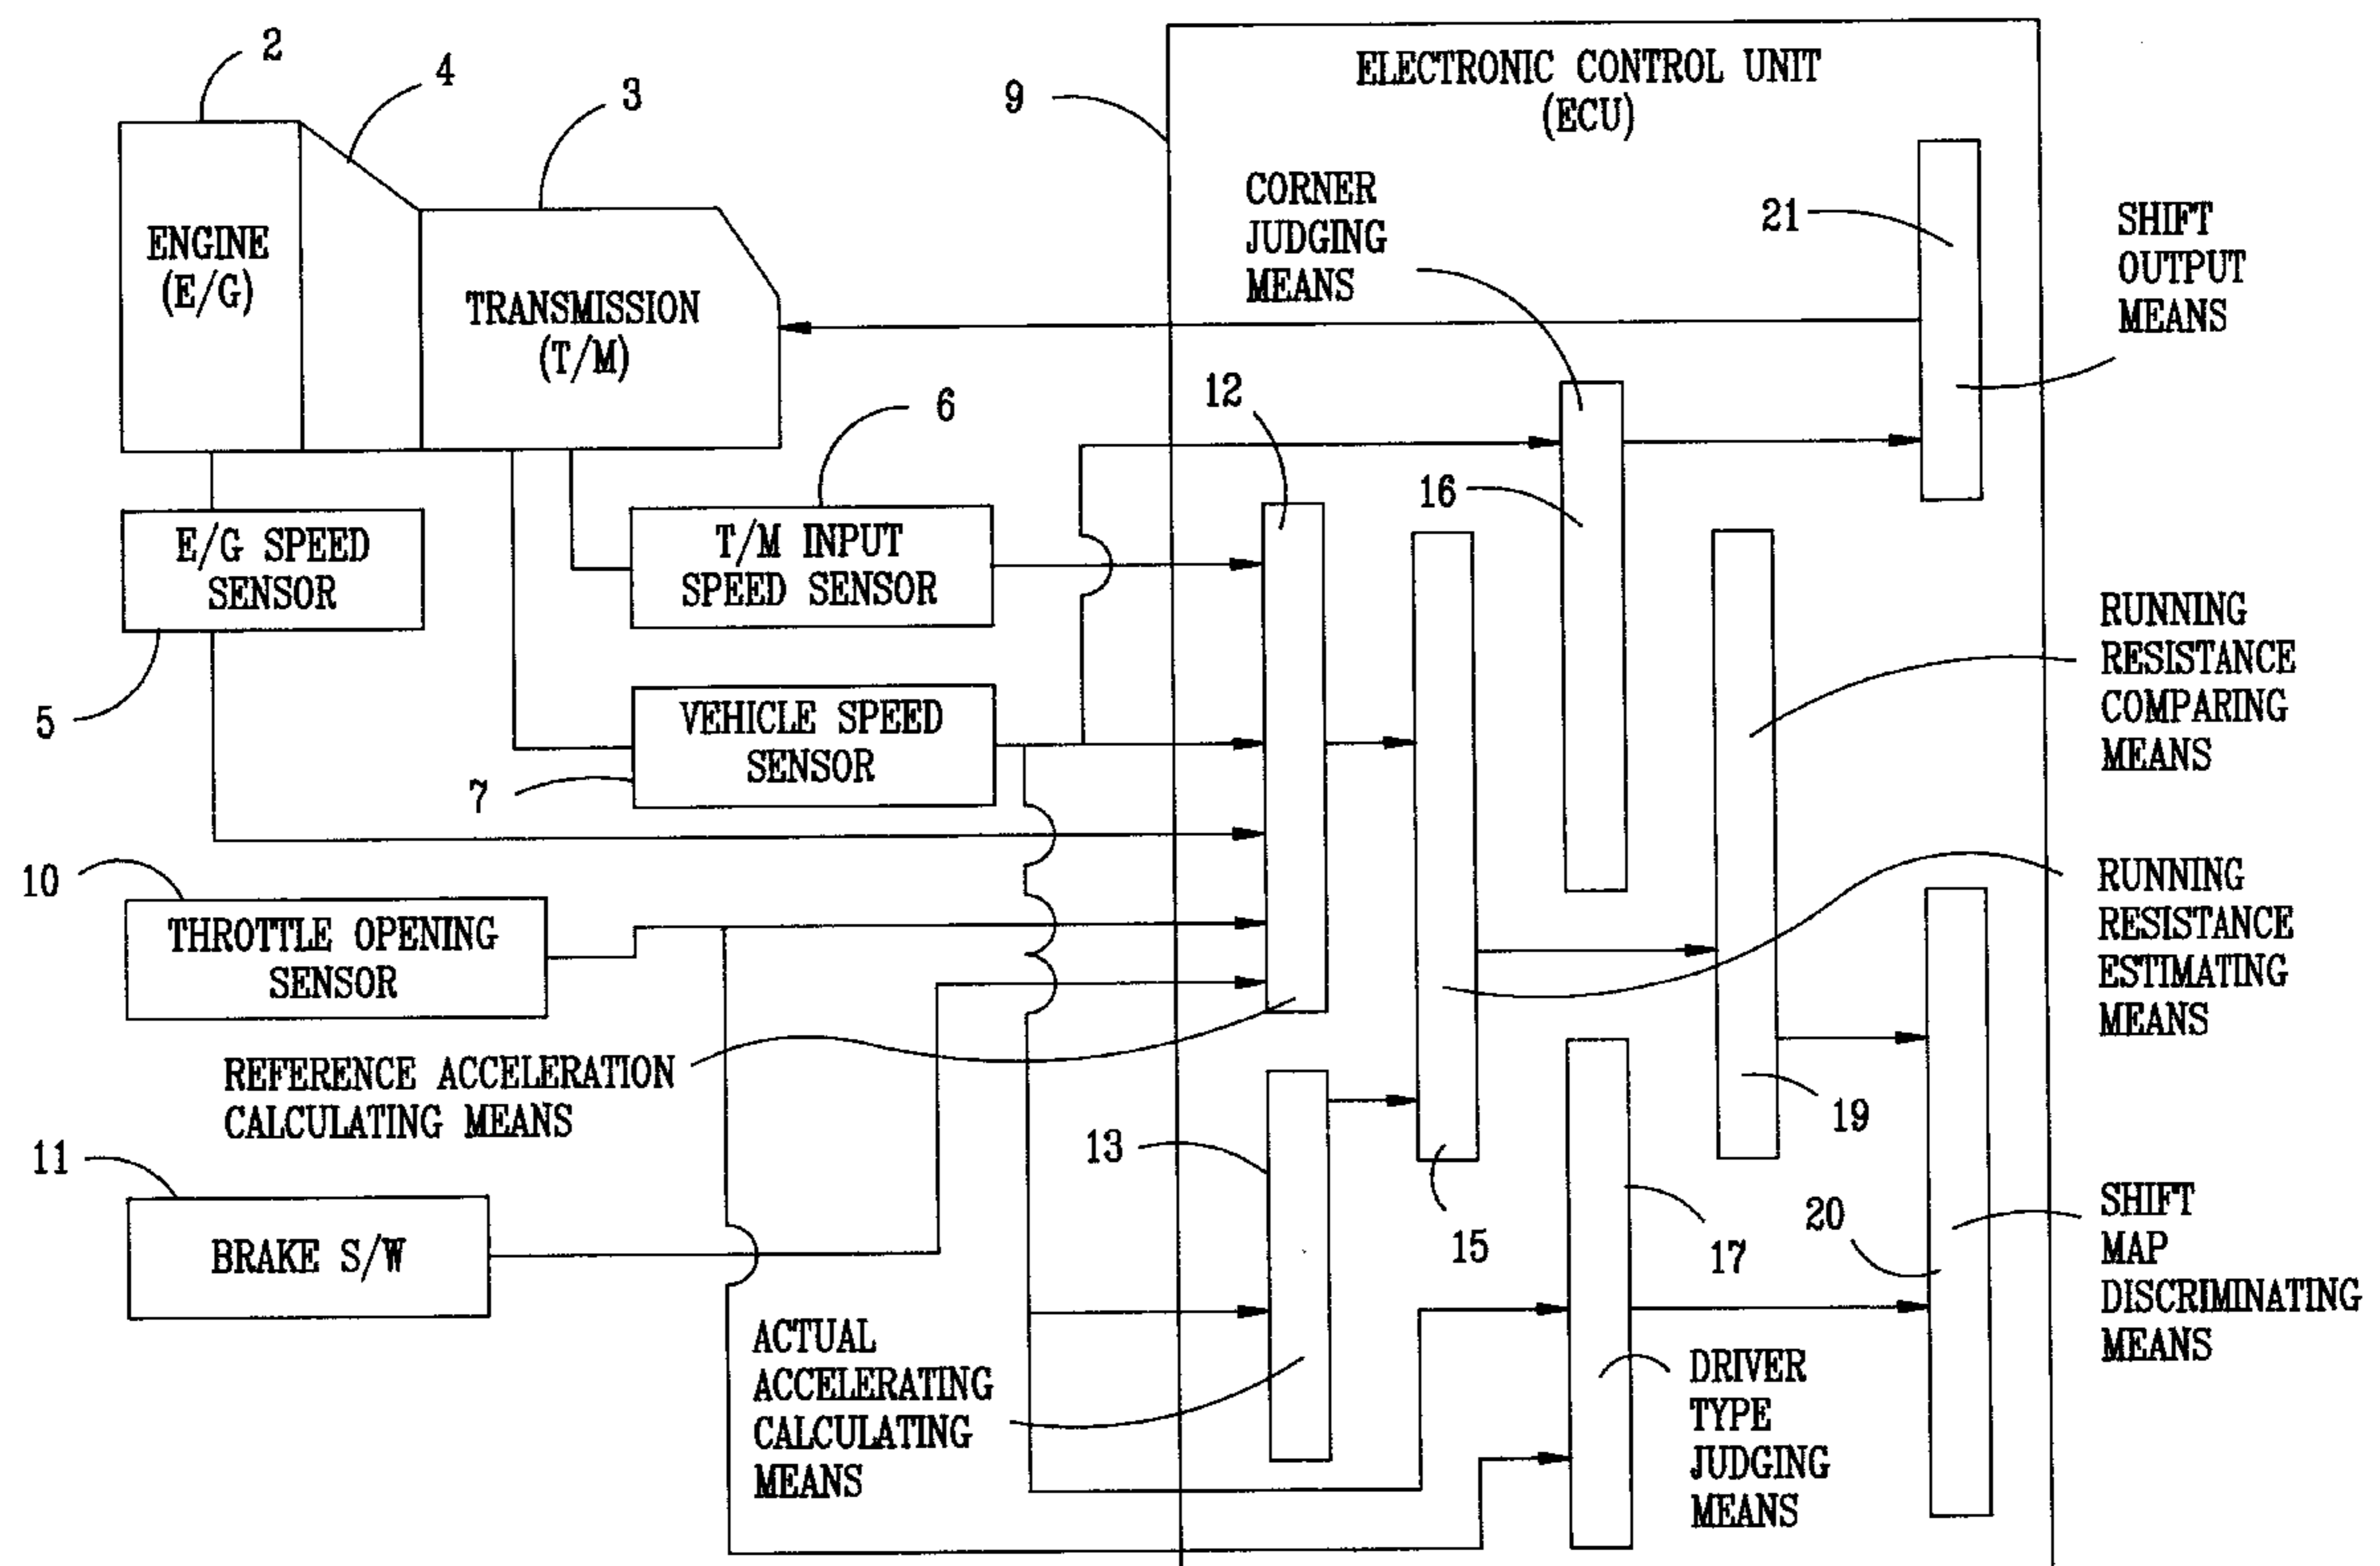 2
4
3
9
ELECTRONIC CONTROL UNIT
(ECU)
ENGINE
(E/G)
TRANSMISSION
(T/M)
CORNER
JUDGING
MEANS
21
SHIFT
OUTPUT
MEANS
6
12
16
E/G SPEED
SENSOR
T/M INPUT
SPEED SENSOR
5
VEHICLE SPEED
SENSOR
7
RUNNING
RESISTANCE
COMPARING
MEANS
10
THROTTLE OPENING
SENSOR
RUNNING
RESISTANCE
ESTIMATING
MEANS
REFERENCE ACCELERATION
CALCULATING MEANS
11
BRAKE S/W
13
15
17
19
20
SHIFT
MAP
DISCRIMINATING
MEANS
ACTUAL
ACCELERATING
CALCULATING
MEANS
DRIVER
TYPE
JUDGING
MEANS